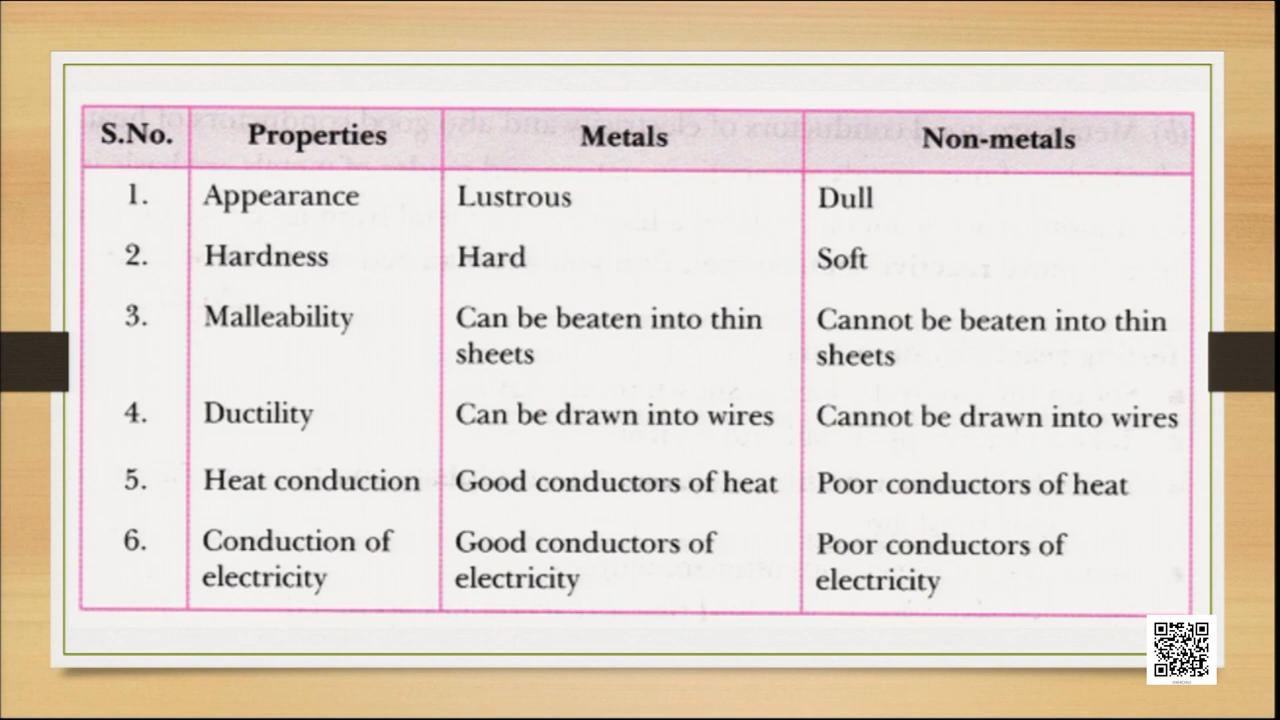 S.No. Properties Metals Non-metals
1. Appearance Lustrous Dull
2. Hardness Hard Soft
3. Malleability Can be beaten into thin sheets Cannot be beaten into thin sheets
4. Ductility Can be drawn into wires Cannot be drawn into wires
5. Heat conduction Good conductors of heat Poor conductors of heat
6. Conduction of electricity Good conductors of electricity Poor conductors of electricity